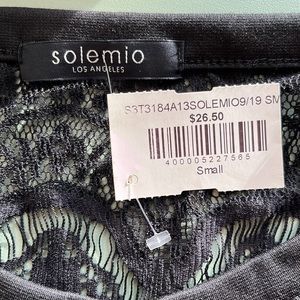 solemio
LOS ANGELES
S3T3184A13SOLEMIO9/19 SM
$26.50
400005227565
Small